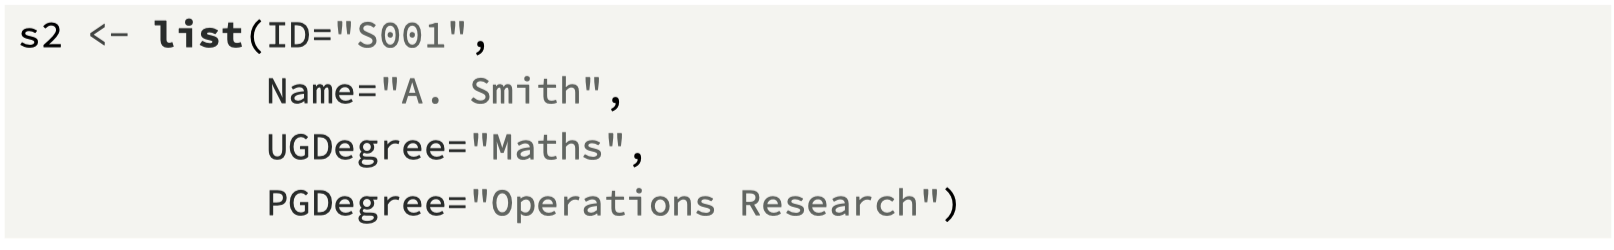 s2 <- list(ID="S001",
           Name="A. Smith",
           UGDegree="Maths",
           PGDegree="Operations Research")